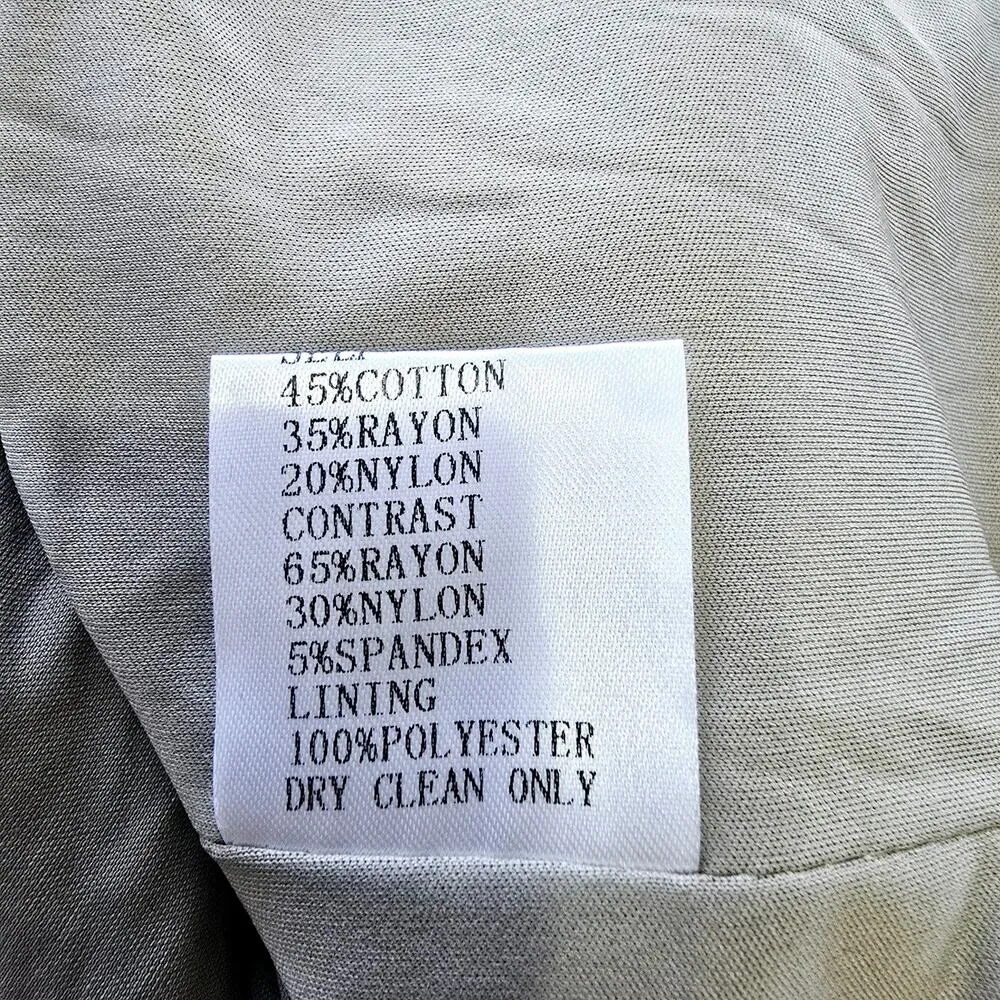 45%COTTON
35%RAYON
20%NYLON
CONTRAST
65%RAYON
30%NYLON
5%SPANDEX
LINING
100%POLYESTER
DRY CLEAN ONLY